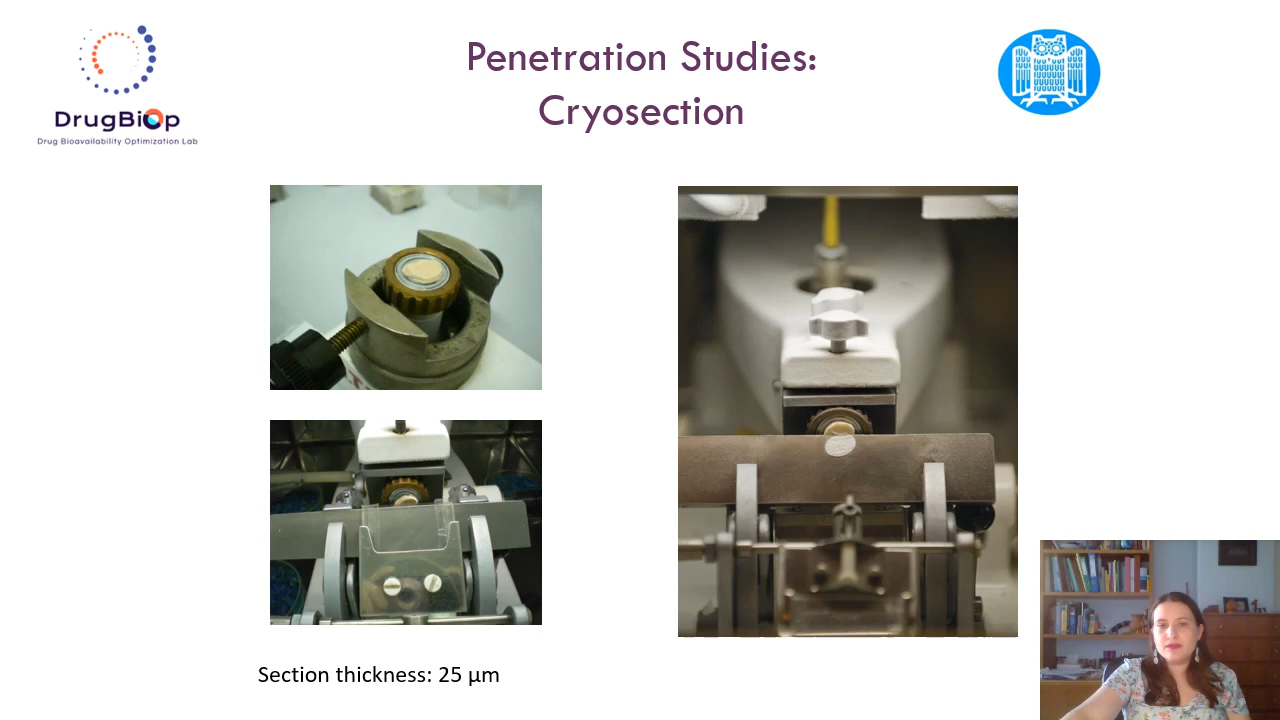 Penetration Studies:
Cryosection
DrugBiOp
Drug Bioavailability Optimization Lab
Section thickness: 25 µm